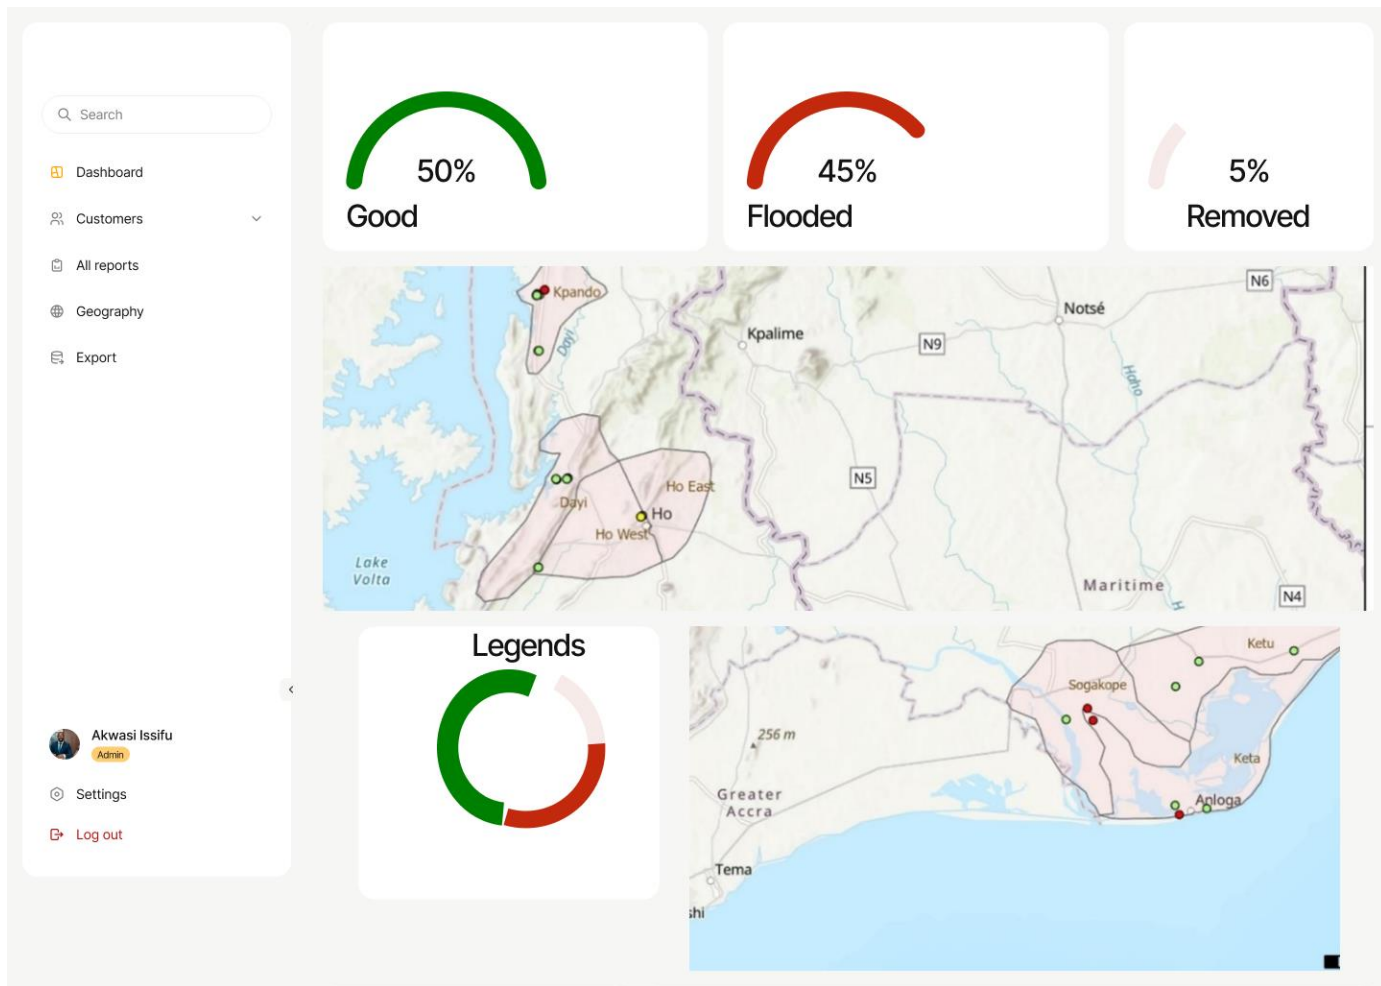 Search
Dashboard
Customers
All reports
Geography
Export
Akwasi Issifu
Admin
Settings
Log out
50%
Good
45%
Flooded
5%
Removed
Kpando
Dayi
Kpalime
N9
Notsé
N6
Haho
N5
Ho East
Dayi
Ho
Ho West
Lake
Volta
Maritime
H
N4
Legends
Ketu
Sogakope
256 m
Keta
Greater
Accra
Anloga
Tema
shi